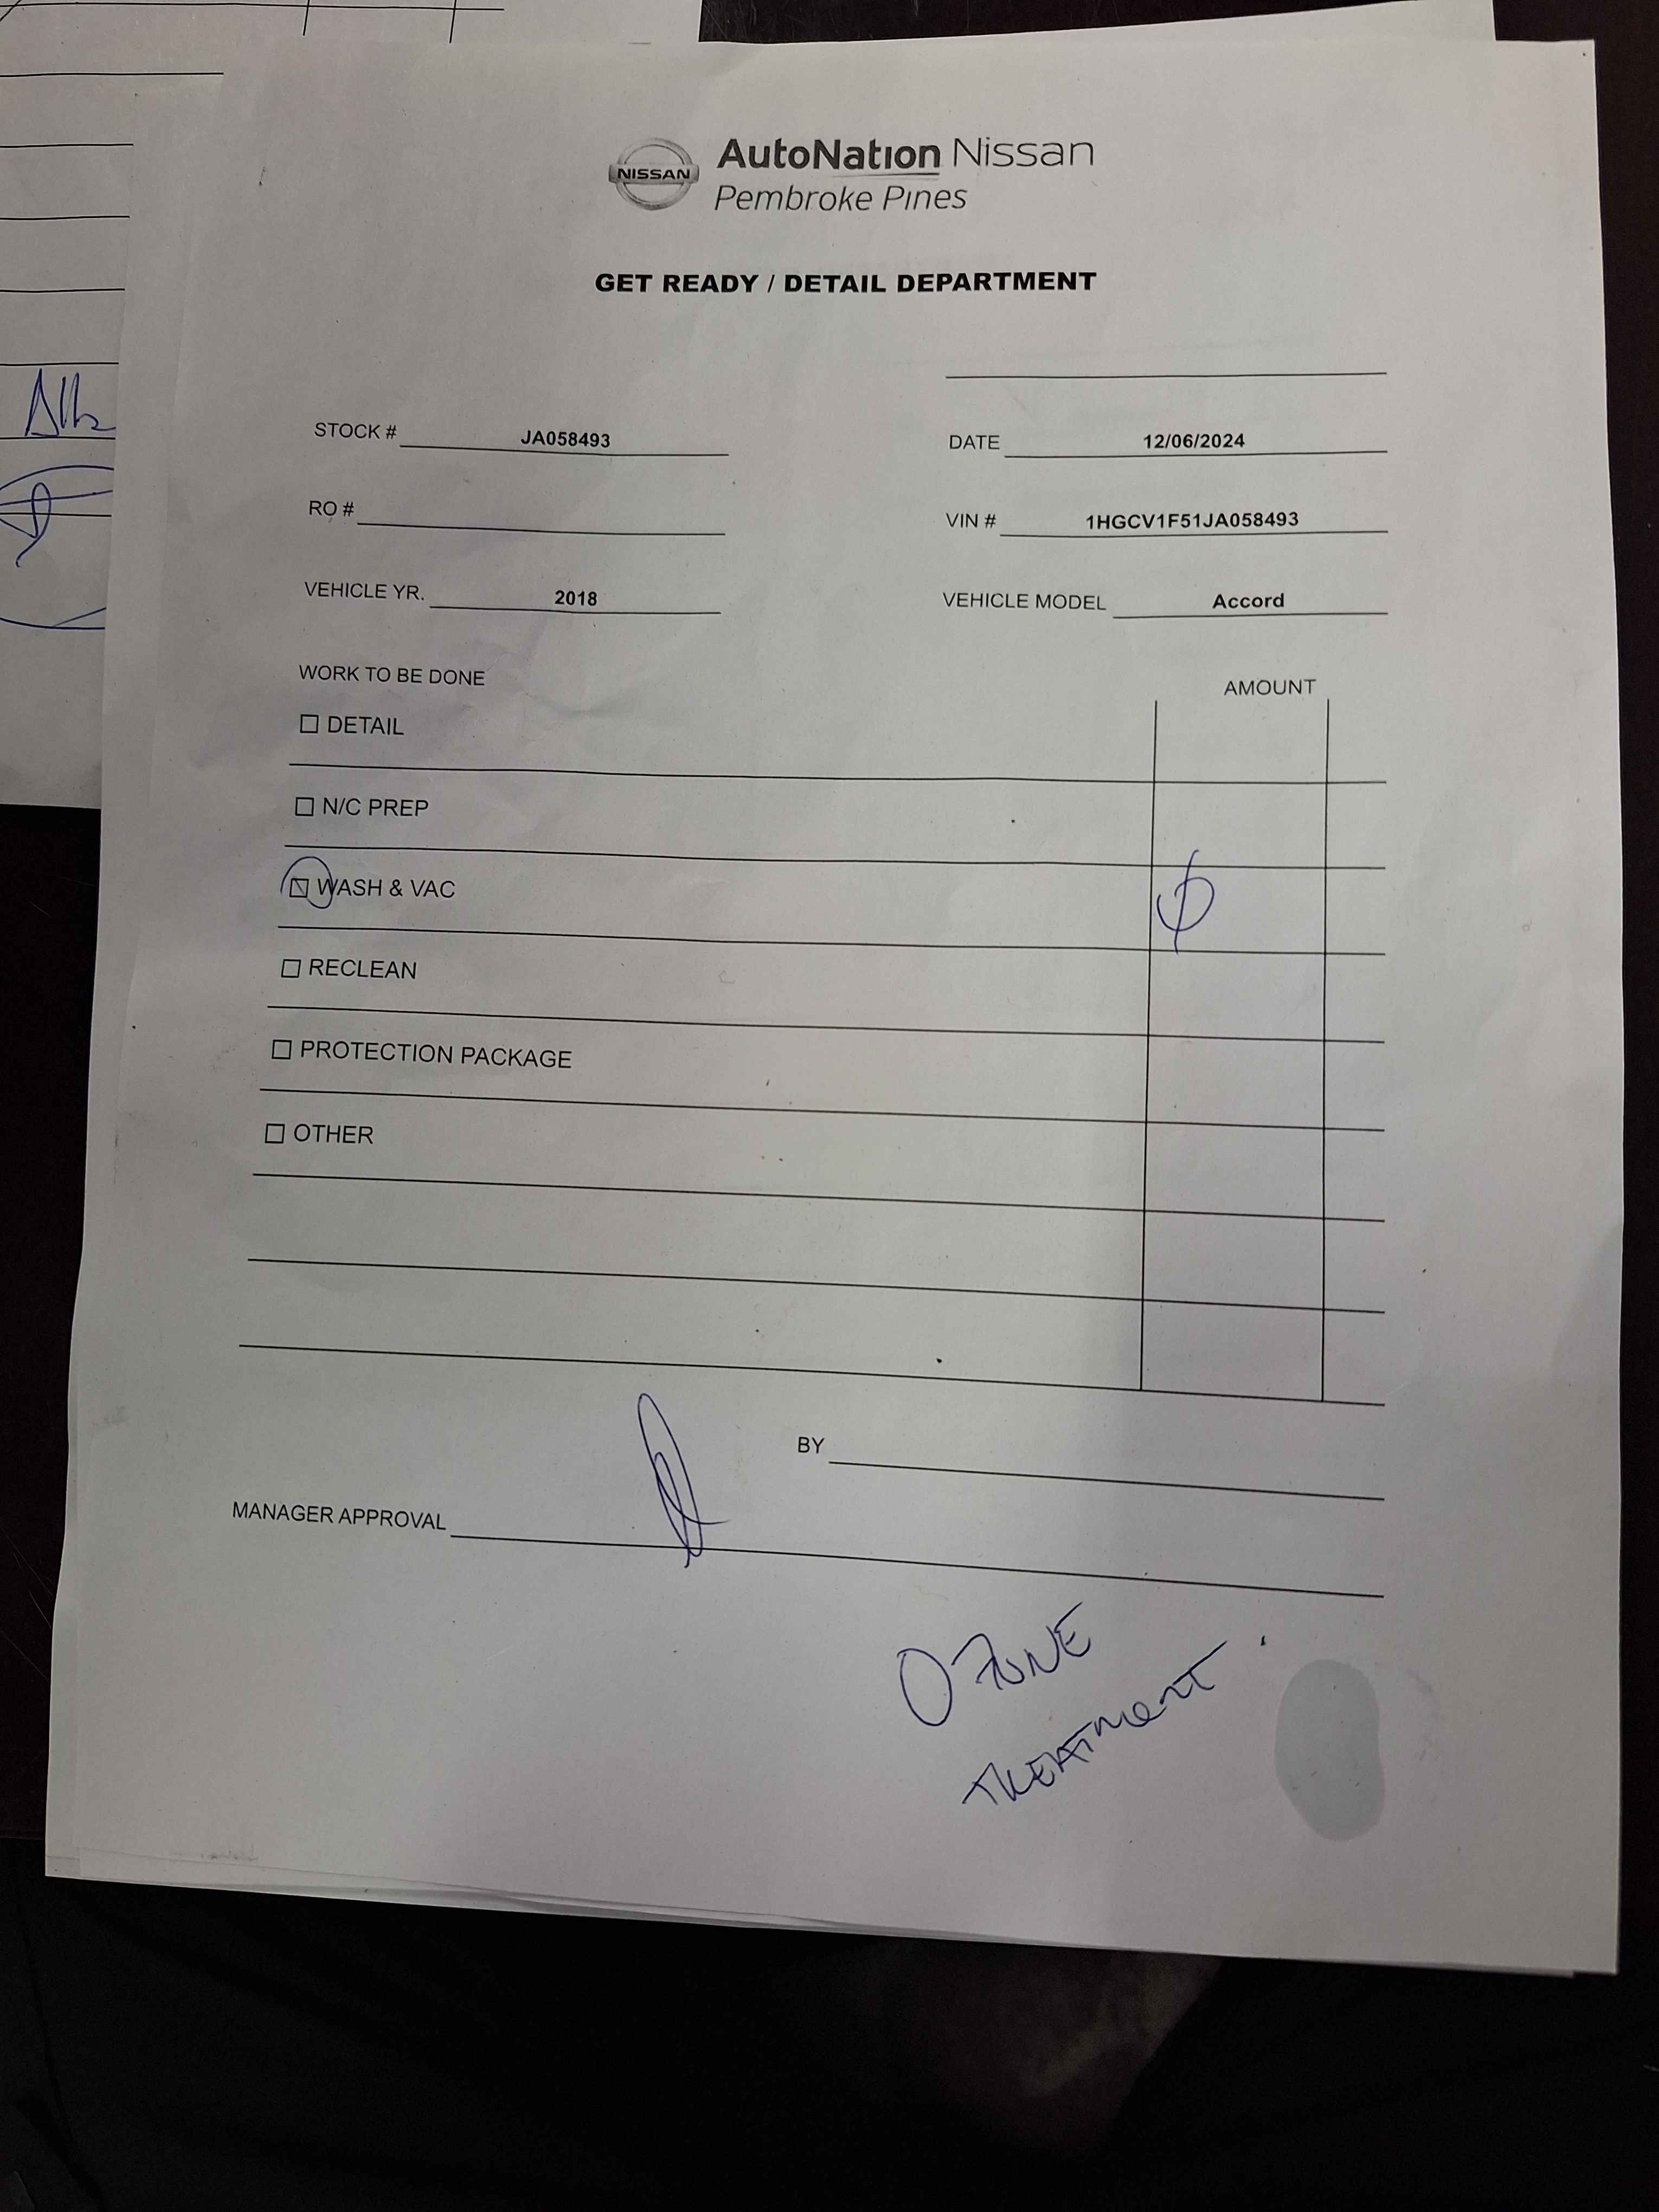 NISSAN
AutoNation Nissan
Pembroke Pines
GET READY / DETAIL DEPARTMENT
STOCK # JA058493
DATE 12/06/2024
RO #
VIN # 1HGCV1F51JA058493
VEHICLE YR. 2018
VEHICLE MODEL Accord
WORK TO BE DONE
AMOUNT
DETAIL
N/C PREP
WASH & VAC
RECLEAN
PROTECTION PACKAGE
OTHER
BY
MANAGER APPROVAL
OZONE
TREATMENT